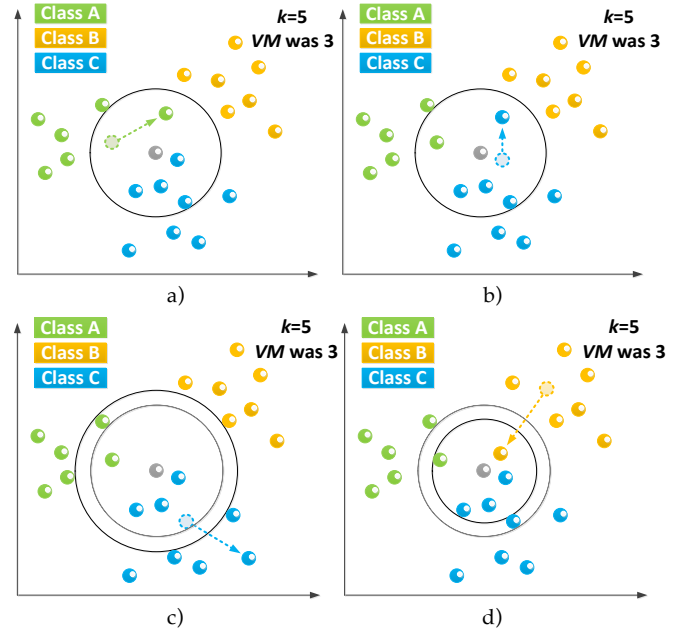 Class A
Class B
Class C
k=5
VM was 3
a)
Class A
Class B
Class C
k=5
VM was 3
b)
Class A
Class B
Class C
k=5
VM was 3
c)
Class A
Class B
Class C
k=5
VM was 3
d)